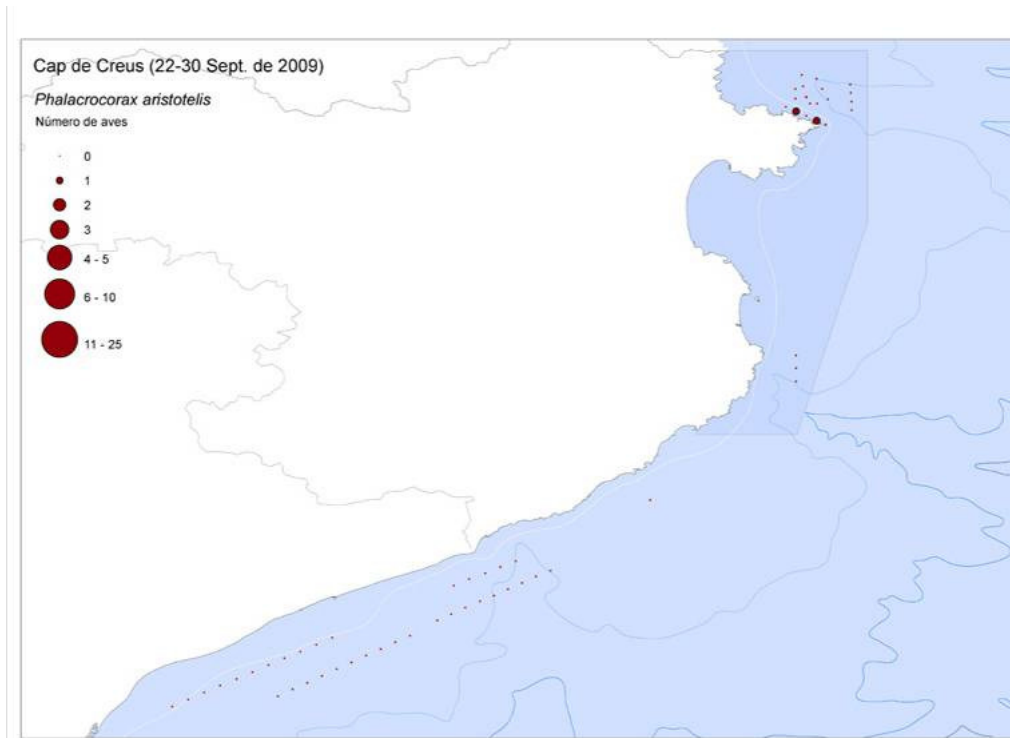 Cap de Creus (22-30 Sept. de 2009)
Phalacrocorax aristotelis
Número de aves
0
1
2
3
4 - 5
6 - 10
11 - 25